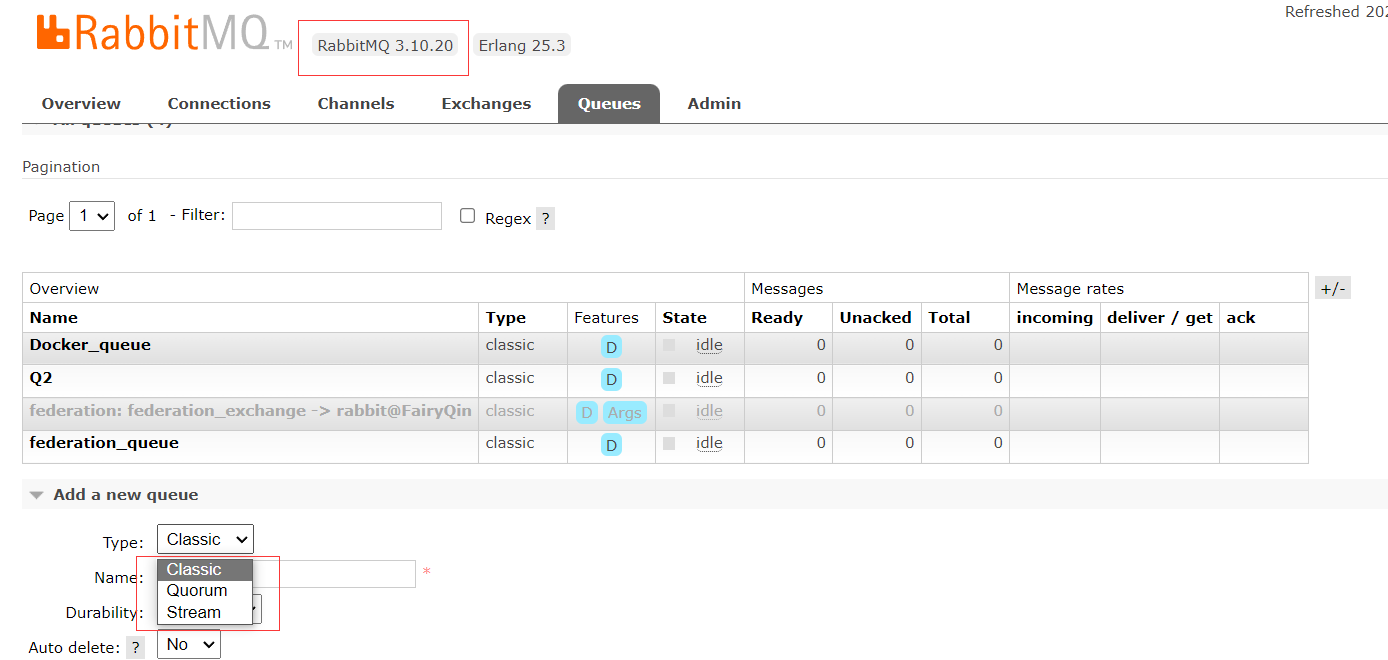 Refreshed 202
RabbitMQ TM RabbitMQ 3.10.20 Erlang 25.3
Overview Connections Channels Exchanges Queues Admin
Pagination
Page 1 of 1 - Filter: Regex ?
Overview Messages Message rates +/-
Name Type Features State Ready Unacked Total incoming deliver / get ack
Docker_queue classic D idle 0 0 0
Q2 classic D idle 0 0 0
federation: federation_exchange -> rabbit@FairyQin classic D Args idle 0 0 0
federation_queue classic D idle 0 0 0
Add a new queue
Type: Classic
Classic
Name: *
Quorum
Durability: Stream
Auto delete: ? No